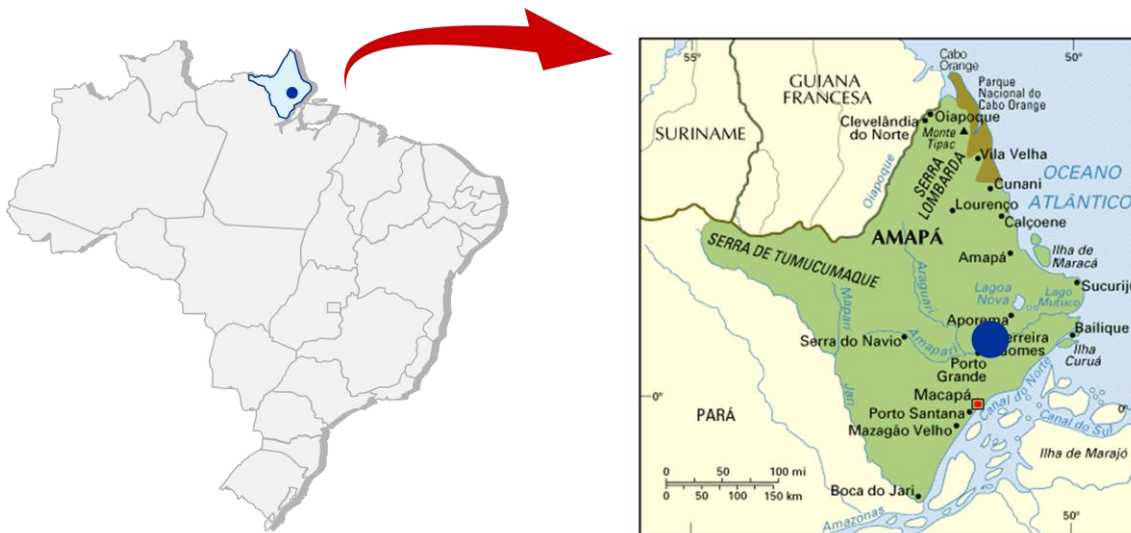 55°
50°
Cabo
Orange
GUIANA
FRANCESA
Parque
Nacional do
Cabo Orange
SURINAME
Clevelândia
do Norte
Oiapoque
Monte
Tipac
Oiapoque
SERRA
LOMBARDA
Vila Velha
OCEANO
ATLÂNTICO
Cunani
Lourenço
Calçoene
AMAPÁ
SERRA DE TUMUCUMAQUE
Amapá
Ilha de
Maracá
Araguari
Mapari
Lagoa
Nova
Lago
Mutuco
Sucuriju
Aporema
Bailique
Serra do Navio
Amapari
erreira
Gomes
Ilha
Curuá
Porto
Grande
Jari
Macapá
Canal do Norte
0°
0°
PARÁ
Porto Santana
Canal do Sul
Mazagão Velho
Ilha de Marajó
0 50 100 mi
0 50 100 150 km
Boca do Jari
Amazonas
50°